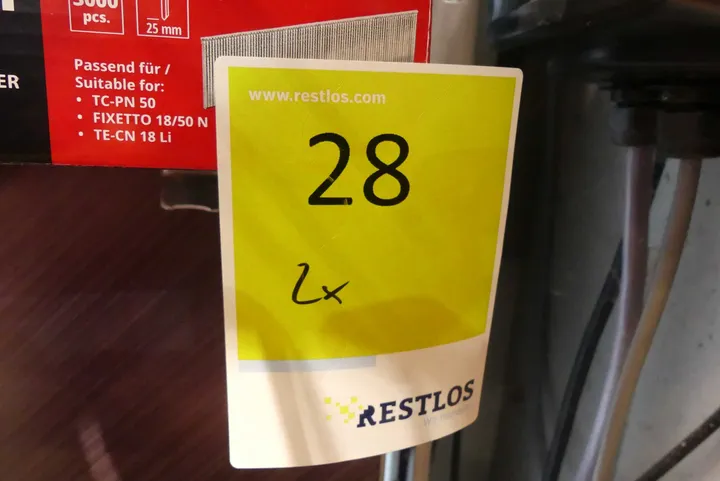 3000
pcs.
25 mm
ER
Passend für /
Suitable for:
• TC-PN 50
• FIXETTO 18/50 N
• TE-CN 18 Li
www.restlos.com
28
2x
RESTLOS